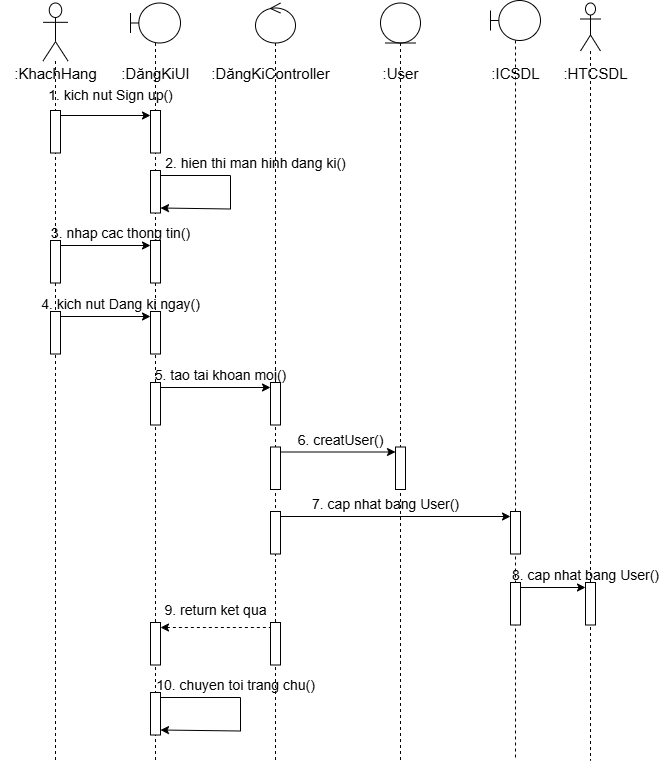 :KhachHang :DăngKiUI :DăngKiController :User :ICSDL :HTCSDL
1. kich nut Sign up()
2. hien thi man hinh dang ki()
3. nhap cac thong tin()
4. kich nut Dang ki ngay()
5. tao tai khoan moi()
6. creatUser()
7. cap nhat bang User()
8. cap nhat bang User()
9. return ket qua
10. chuyen toi trang chu()